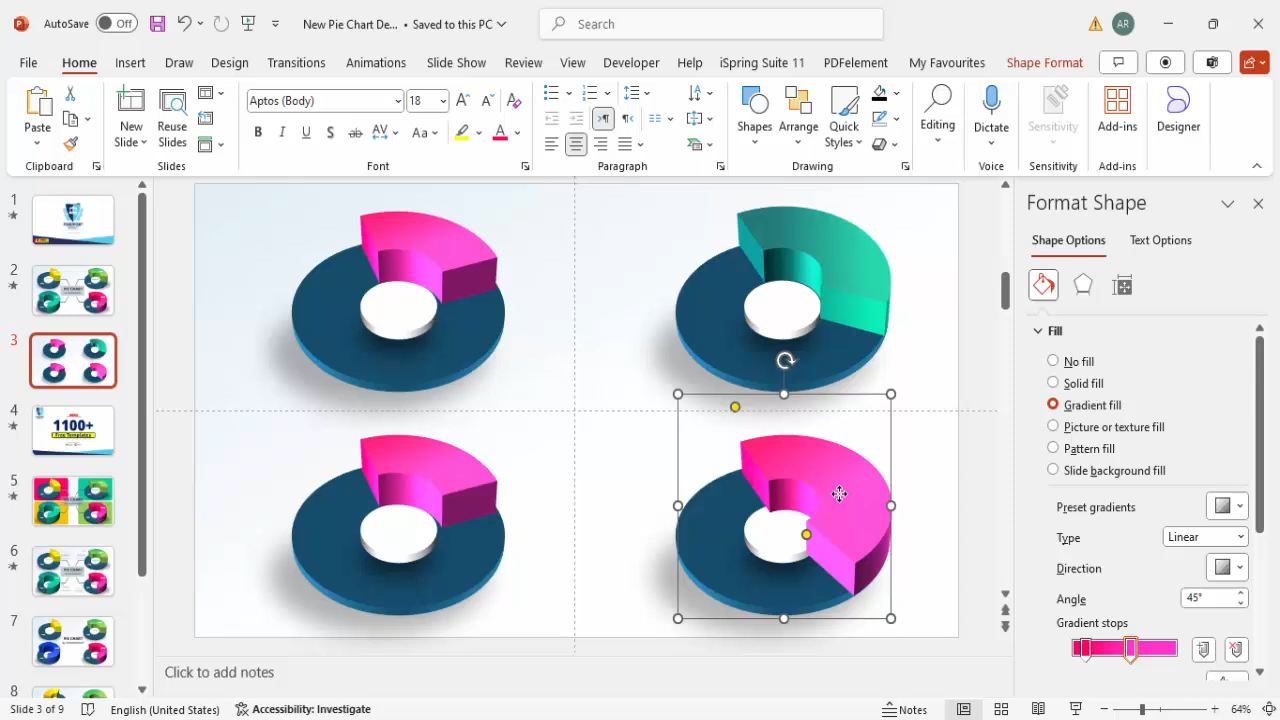 AutoSave Off New Pie Chart De... • Saved to this PC Search AR
File Home Insert Draw Design Transitions Animations Slide Show Review View Developer Help iSpring Suite 11 PDFelement My Favourites Shape Format
Aptos (Body) 18
Paste New Slide Reuse Slides Shapes Arrange Quick Styles Editing Dictate Sensitivity Add-ins Designer
Clipboard Slides Font Paragraph Drawing Voice Sensitivity Add-ins
1
2
3
4
1100+
5
6
7
PIE CHART
8
Format Shape
Shape Options Text Options
Fill
No fill
Solid fill
Gradient fill
Picture or texture fill
Pattern fill
Slide background fill
Preset gradients
Type Linear
Direction
Angle 45°
Gradient stops
Click to add notes
Slide 3 of 9 English (United States) Accessibility: Investigate Notes 64%